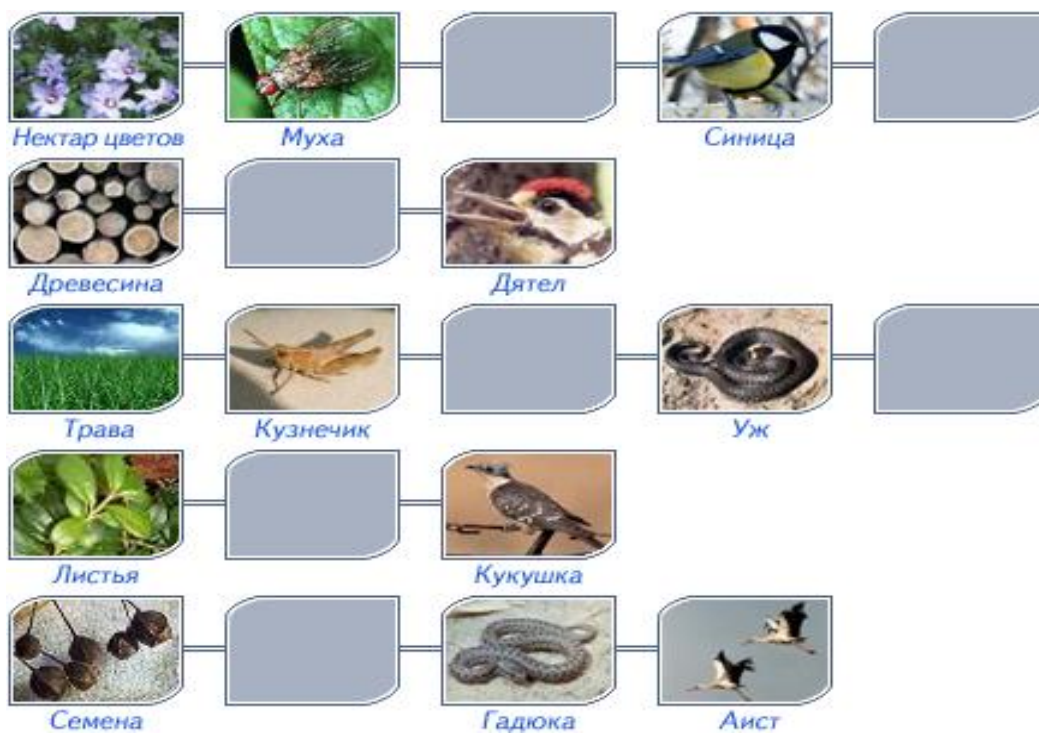 Нектар цветов Муха Синица
Древесина Дятел
Трава Кузнечик Уж
Листья Кукушка
Семена Гадюка Аист